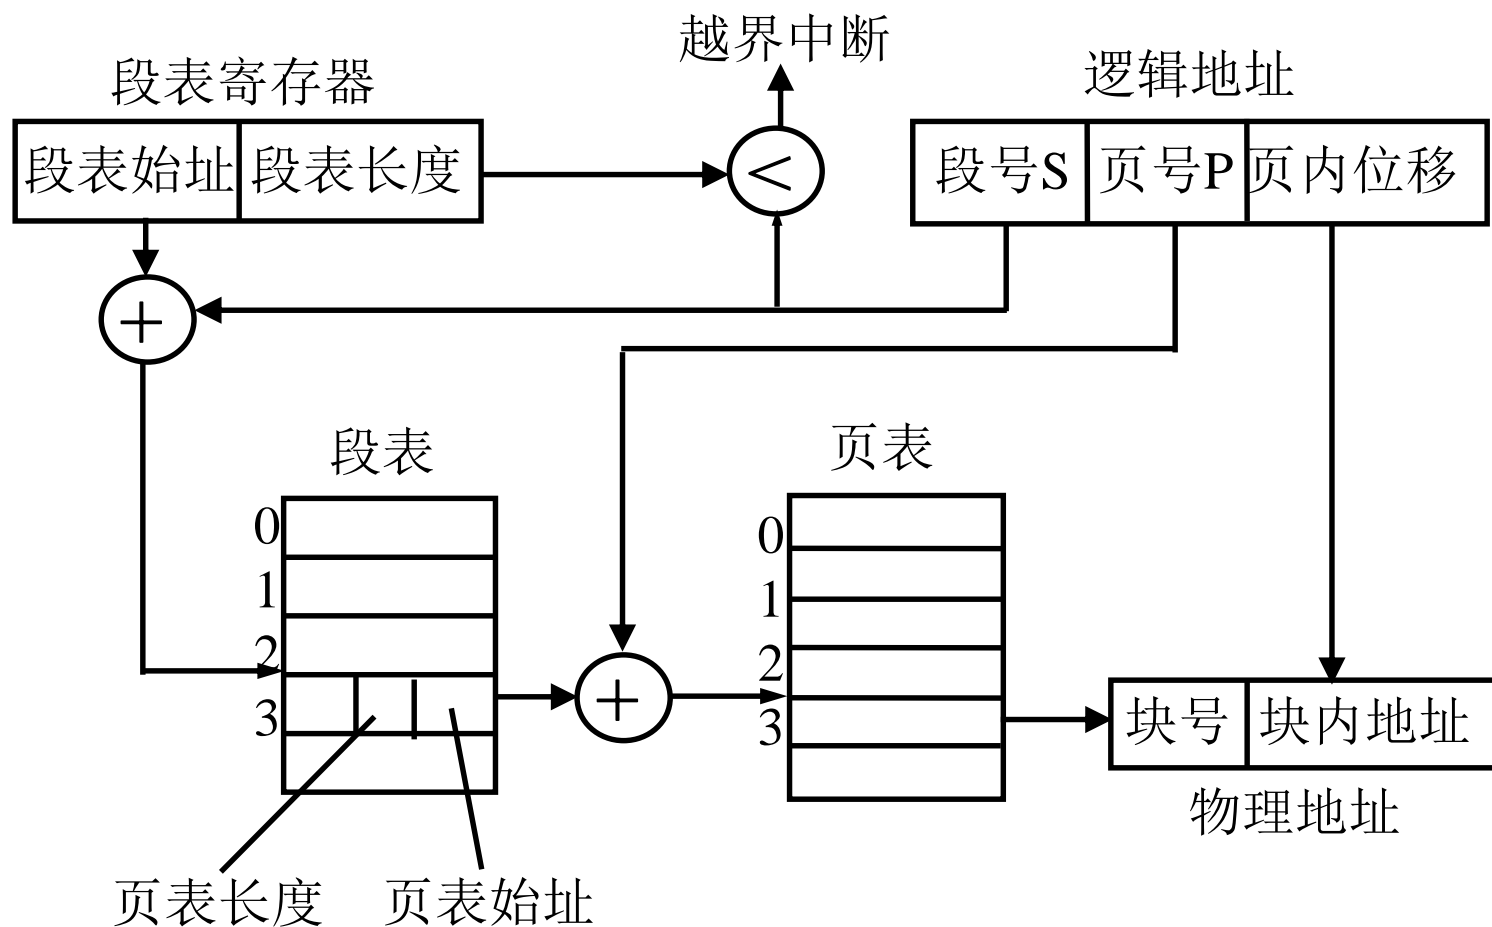 越界中断
段表寄存器
逻辑地址
段表始址 段表长度
<
段号S 页号P 页内位移
+
段表
页表
0
1
2
3
0
1
2
3
+
块号 块内地址
物理地址
页表长度 页表始址